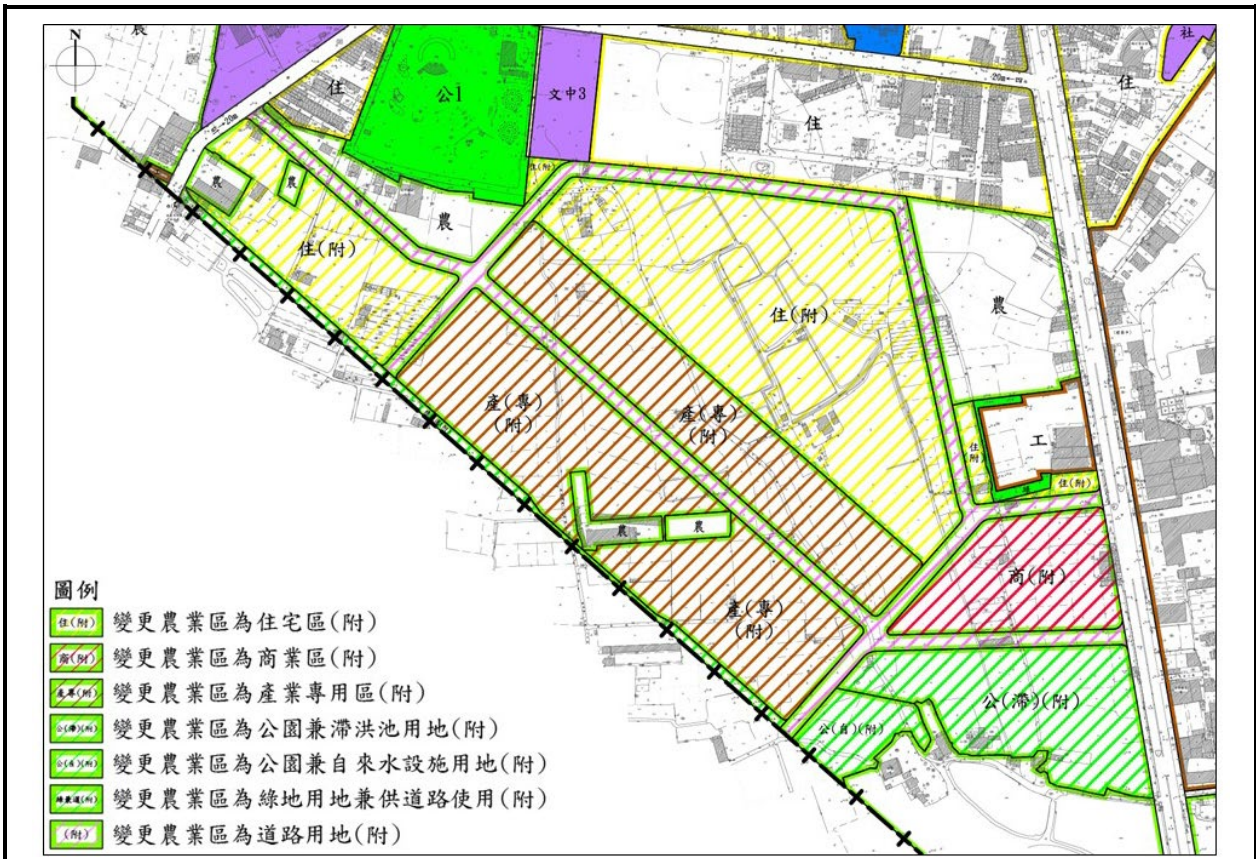 N
農
住
公1
文中3
社
20m
住
20m
住
住(附)
農
農
農
住(附)
住(附)
農
產(專)
(附)
產(專)
(附)
住
(附)
工
住(附)
農
農
商(附)
產(專)
(附)
公(滯)(附)
公(自)(附)
圖例
住(附) 變更農業區為住宅區(附)
商(附) 變更農業區為商業區(附)
產專(附) 變更農業區為產業專用區(附)
公(滯)(附) 變更農業區為公園兼滯洪池用地(附)
公(自)(附) 變更農業區為公園兼自來水設施用地(附)
綠兼道(附) 變更農業區為綠地用地兼供道路使用(附)
(附) 變更農業區為道路用地(附)